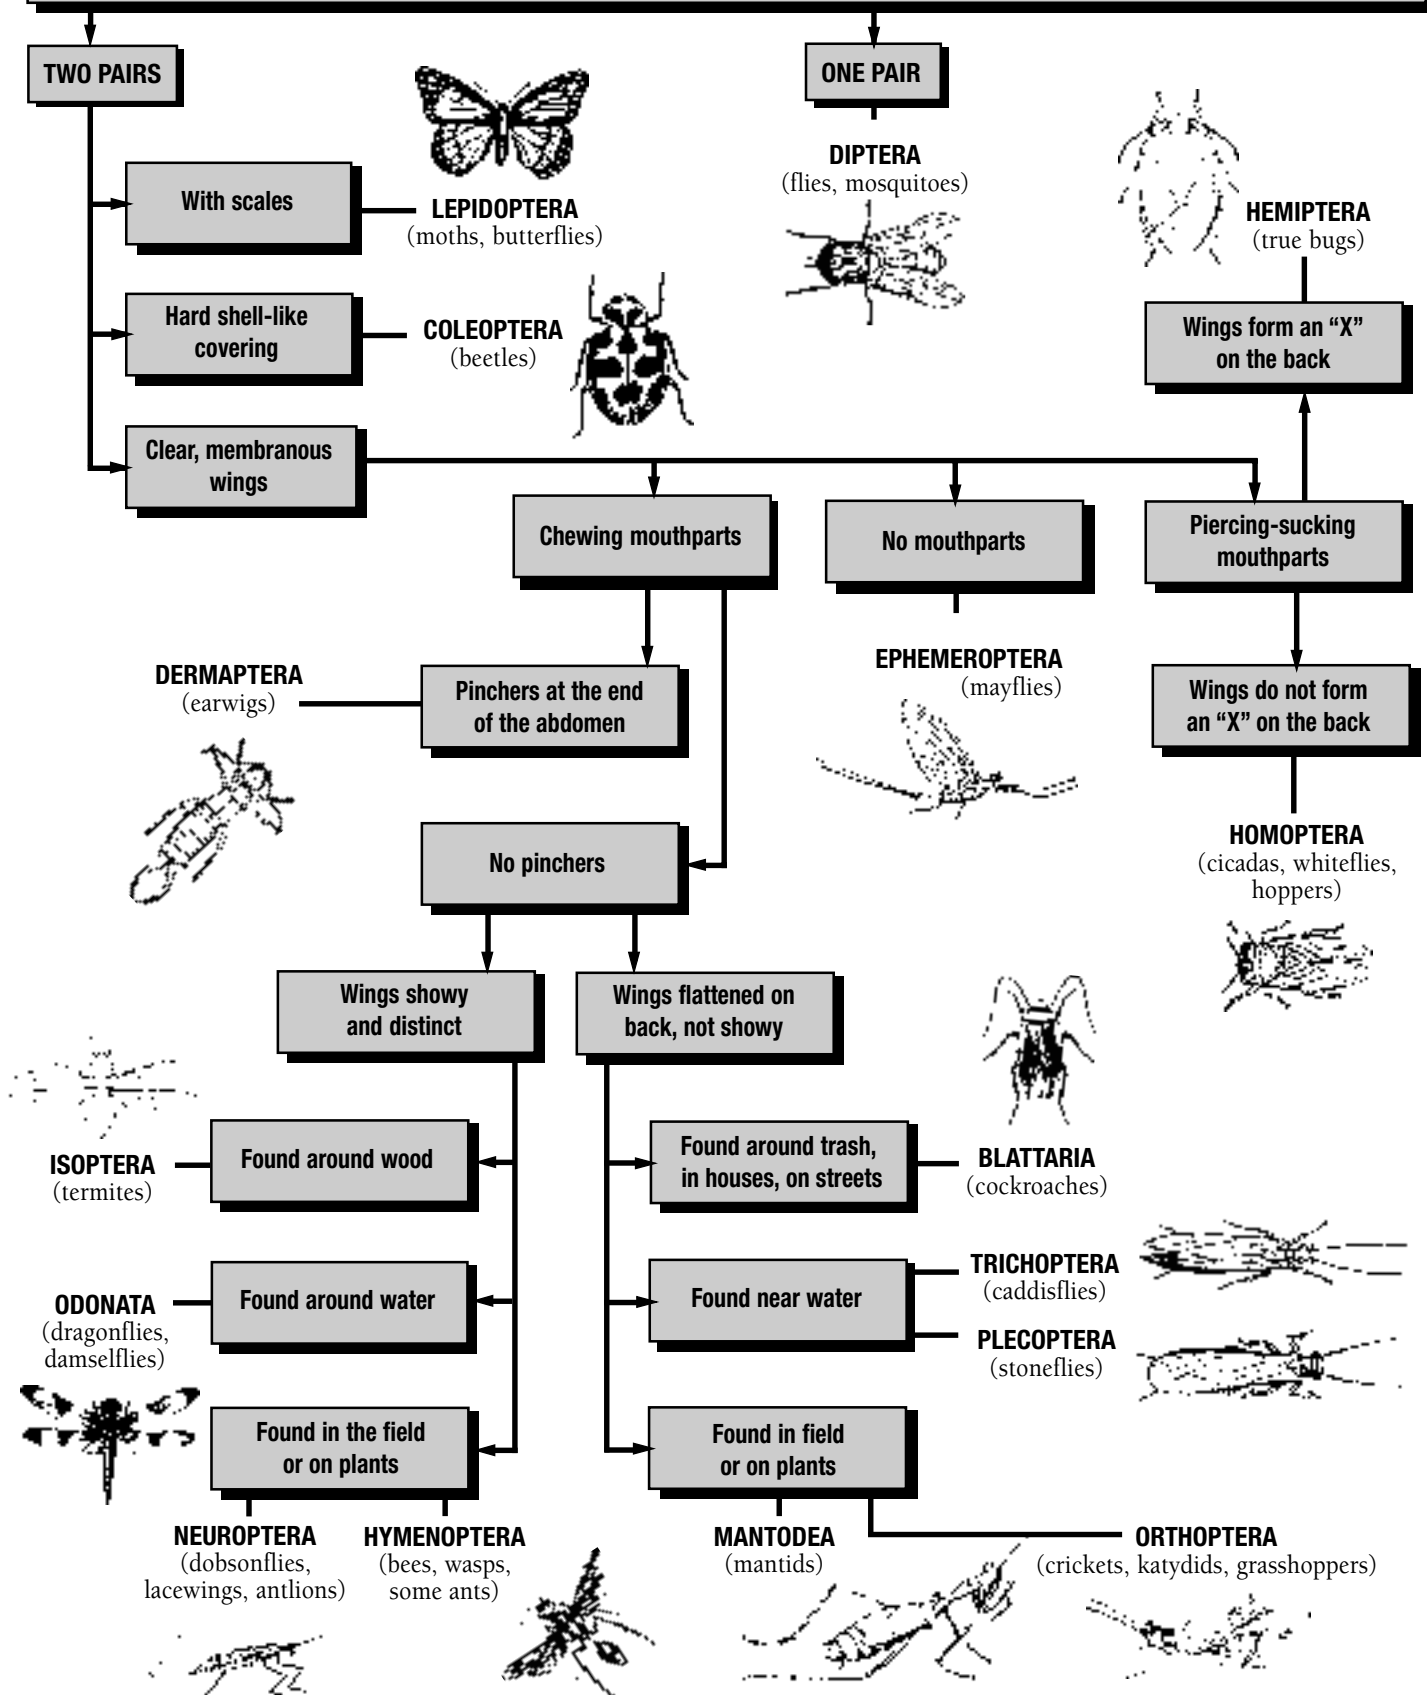 TWO PAIRS
ONE PAIR
DIPTERA
(flies, mosquitoes)
With scales
LEPIDOPTERA
(moths, butterflies)
HEMIPTERA
(true bugs)
Hard shell-like
covering
COLEOPTERA
(beetles)
Wings form an “X”
on the back
Clear, membranous
wings
Chewing mouthparts
No mouthparts
Piercing-sucking
mouthparts
DERMAPTERA
(earwigs)
Pinchers at the end
of the abdomen
EPHEMEROPTERA
(mayflies)
Wings do not form
an “X” on the back
No pinchers
HOMOPTERA
(cicadas, whiteflies,
hoppers)
Wings showy
and distinct
Wings flattened on
back, not showy
ISOPTERA
(termites)
Found around wood
Found around trash,
in houses, on streets
BLATTARIA
(cockroaches)
ODONATA
(dragonflies,
damselflies)
Found around water
Found near water
TRICHOPTERA
(caddisflies)
PLECOPTERA
(stoneflies)
Found in the field
or on plants
Found in field
or on plants
NEUROPTERA
(dobsonflies,
lacewings, antlions)
HYMENOPTERA
(bees, wasps,
some ants)
MANTODEA
(mantids)
ORTHOPTERA
(crickets, katydids, grasshoppers)